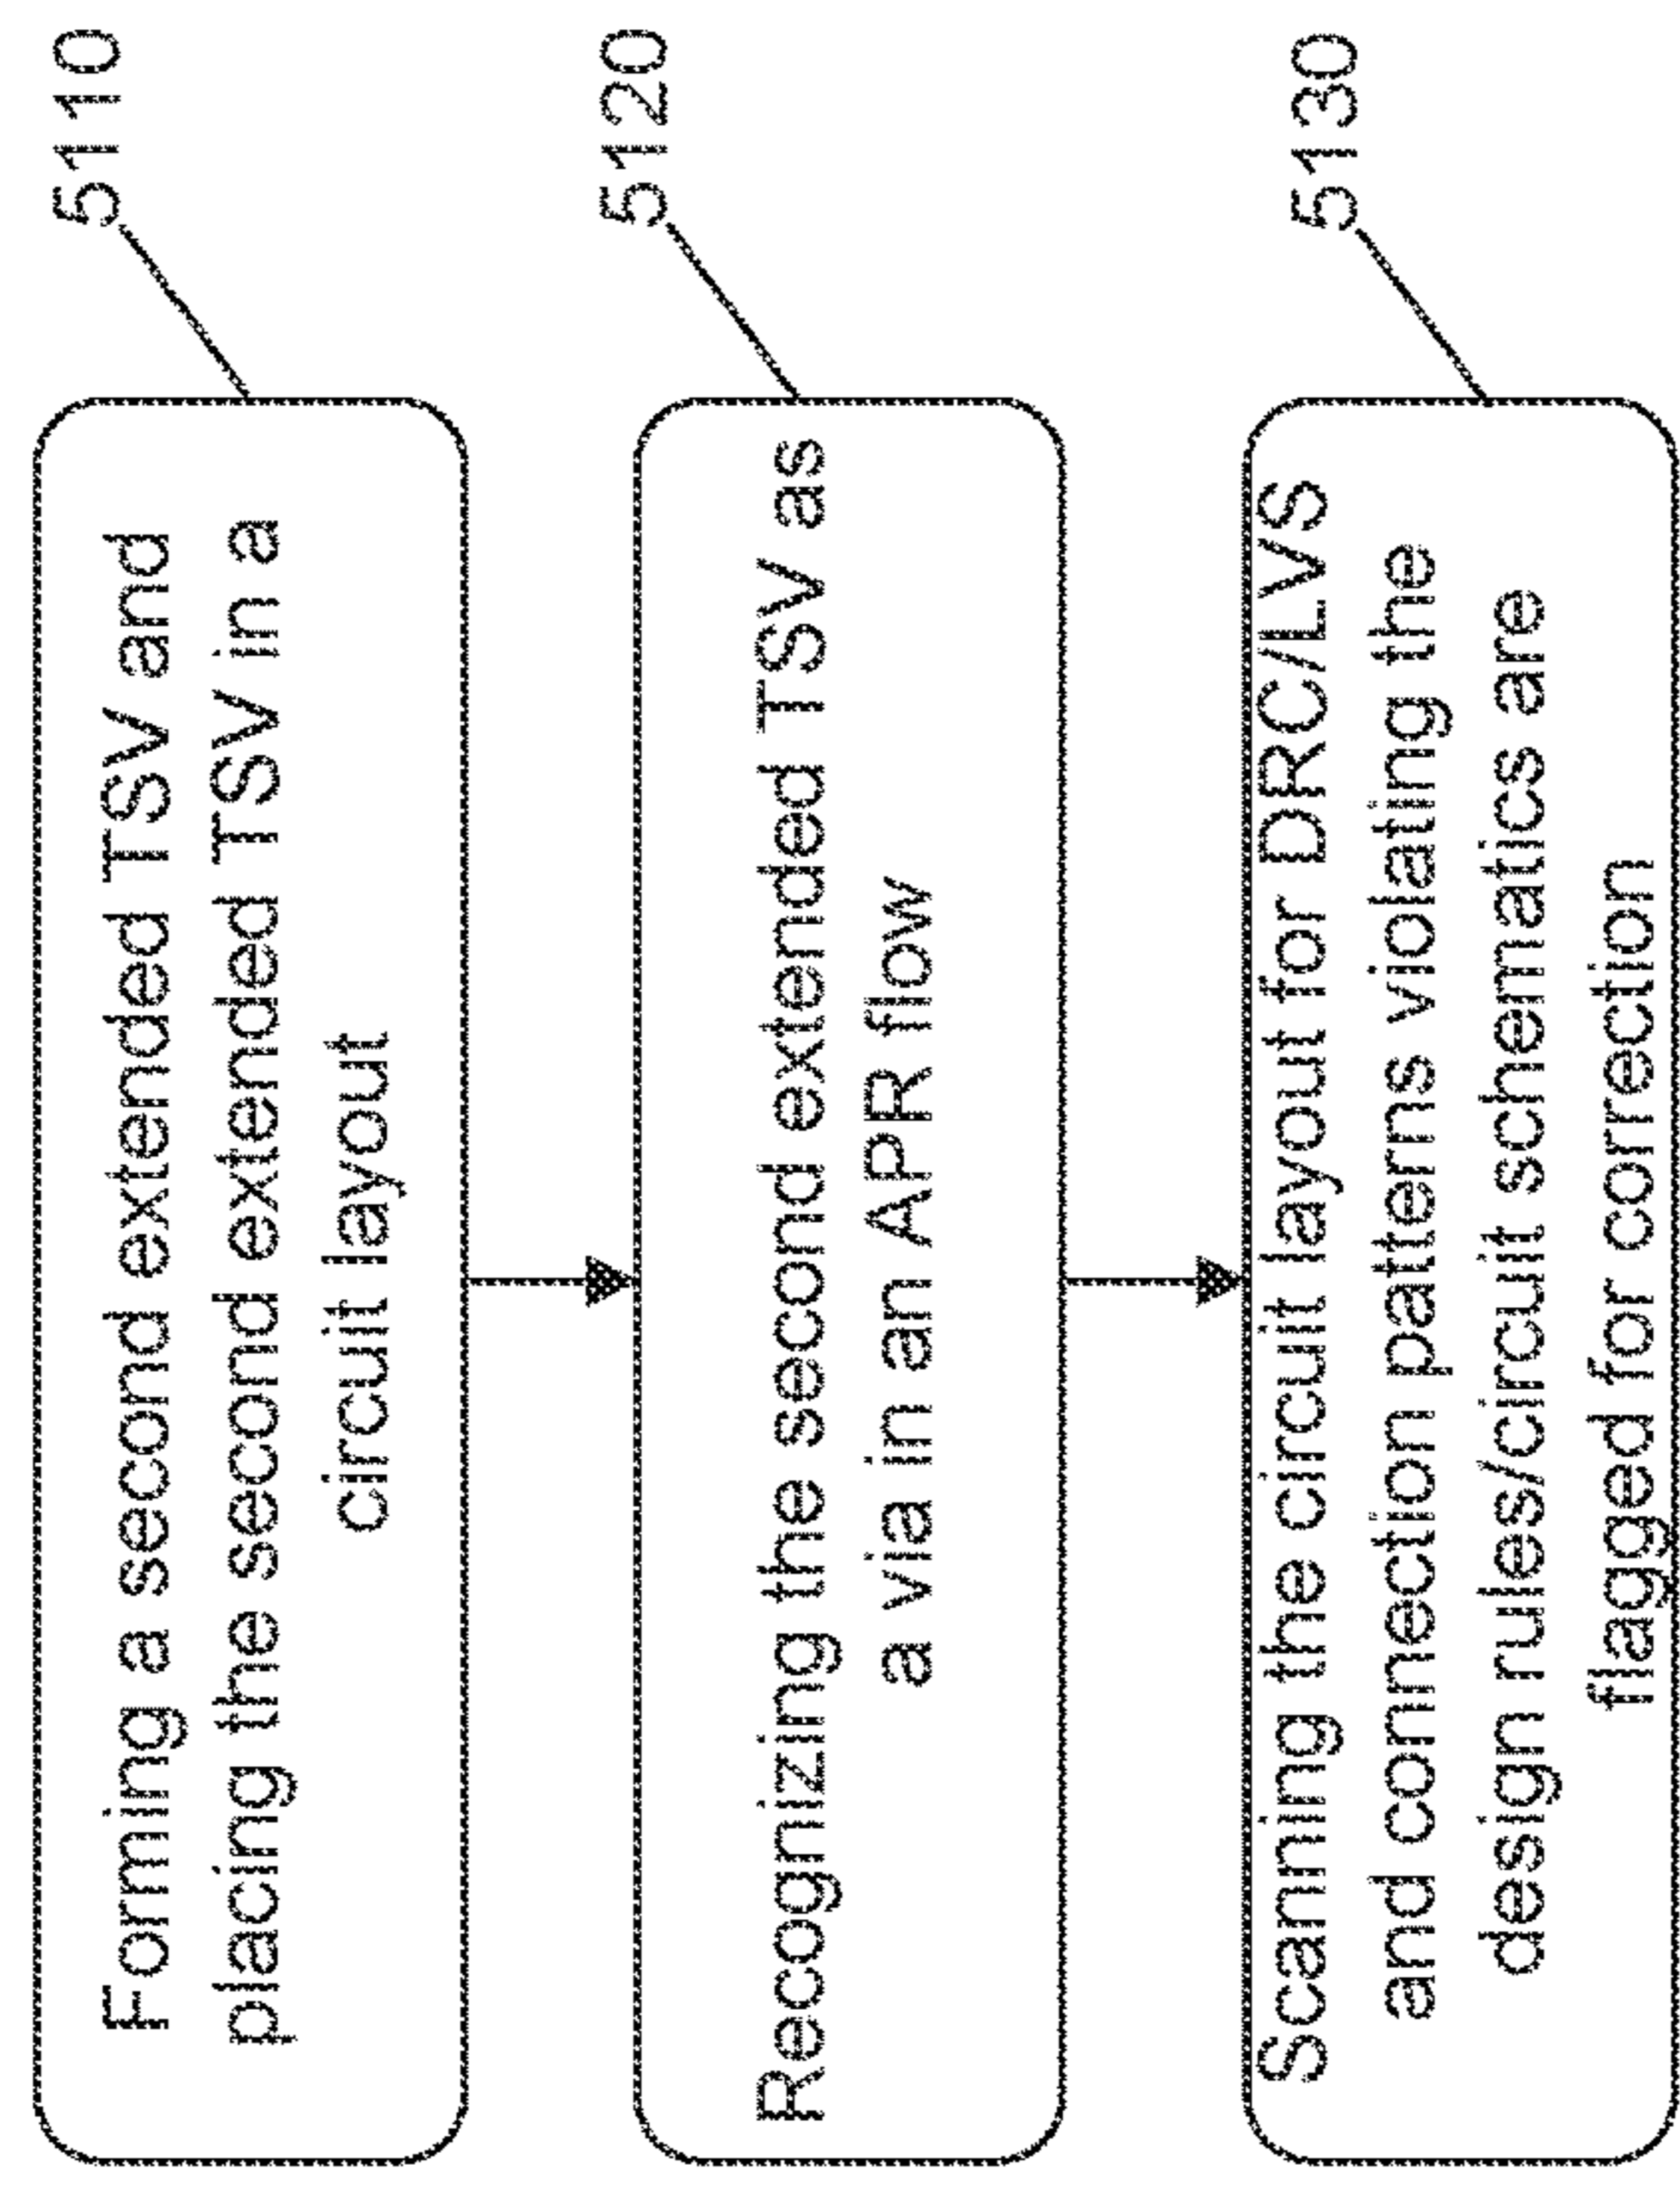 Forming a second extended TSV and
placing the second extended TSV in a
circuit layout
5110
Recognizing the second extended TSV as
a via in an APR flow
5120
Scanning the circuit layout for DRC/LVS
and connection patterns violating the
design rules/circuit schematics are
flagged for correction
5130